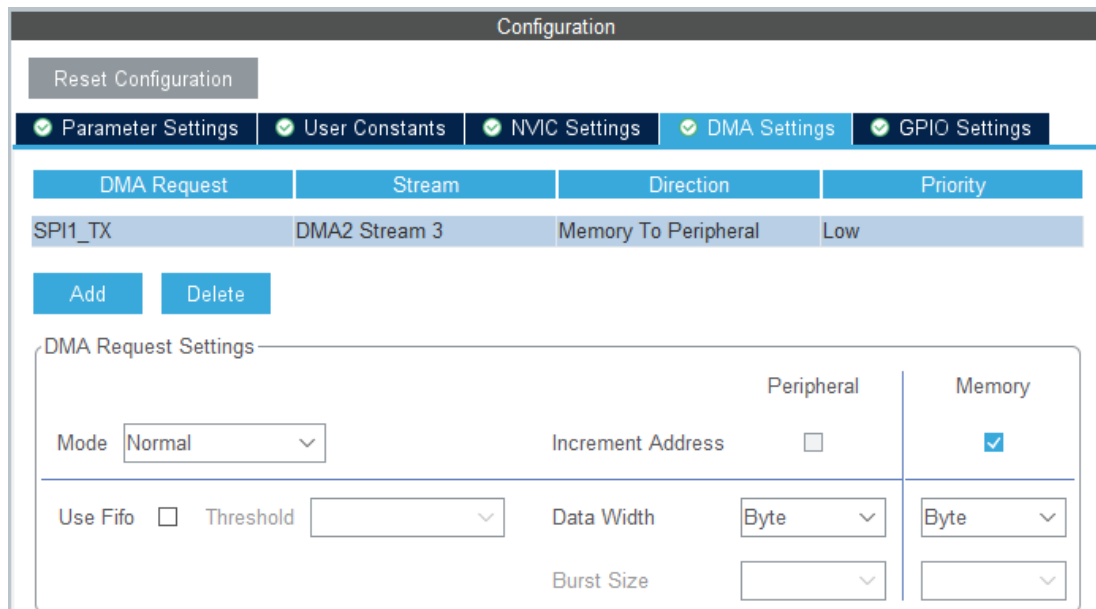 Configuration
Reset Configuration
Parameter Settings User Constants NVIC Settings DMA Settings GPIO Settings
DMA Request Stream Direction Priority
SPI1_TX DMA2 Stream 3 Memory To Peripheral Low
Add Delete
DMA Request Settings
Peripheral Memory
Mode Normal Increment Address
Use Fifo Threshold Data Width Byte Byte
Burst Size